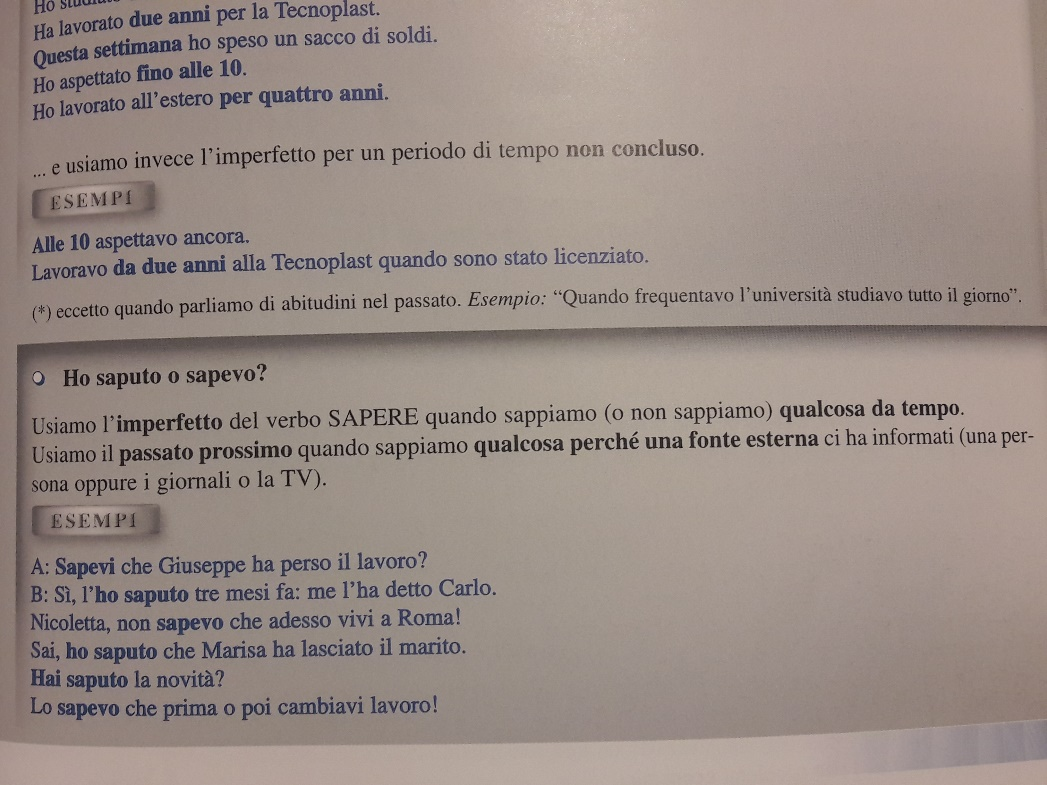 Ho
Ha lavorato due anni per la Tecnoplast.
Questa settimana ho speso un sacco di soldi.
Ho aspettato fino alle 10.
Ho lavorato all'estero per quattro anni.
... e usiamo invece l'imperfetto per un periodo di tempo non concluso.
ESEMPI
Alle 10 aspettavo ancora.
Lavoravo da due anni alla Tecnoplast quando sono stato licenziato.
(*) eccetto quando parliamo di abitudini nel passato. Esempio: “Quando frequentavo l'università studiavo tutto il giorno”.
Ho saputo o sapevo?
Usiamo l'imperfetto del verbo SAPERE quando sappiamo (o non sappiamo) qualcosa da tempo.
Usiamo il passato prossimo quando sappiamo qualcosa perché una fonte esterna ci ha informati (una per-
sona oppure i giornali o la TV).
ESEMPI
A: Sapevi che Giuseppe ha perso il lavoro?
B: Sì, l'ho saputo tre mesi fa: me l'ha detto Carlo.
Nicoletta, non sapevo che adesso vivi a Roma!
Sai, ho saputo che Marisa ha lasciato il marito.
Hai saputo la novità?
Lo sapevo che prima o poi cambiavi lavoro!